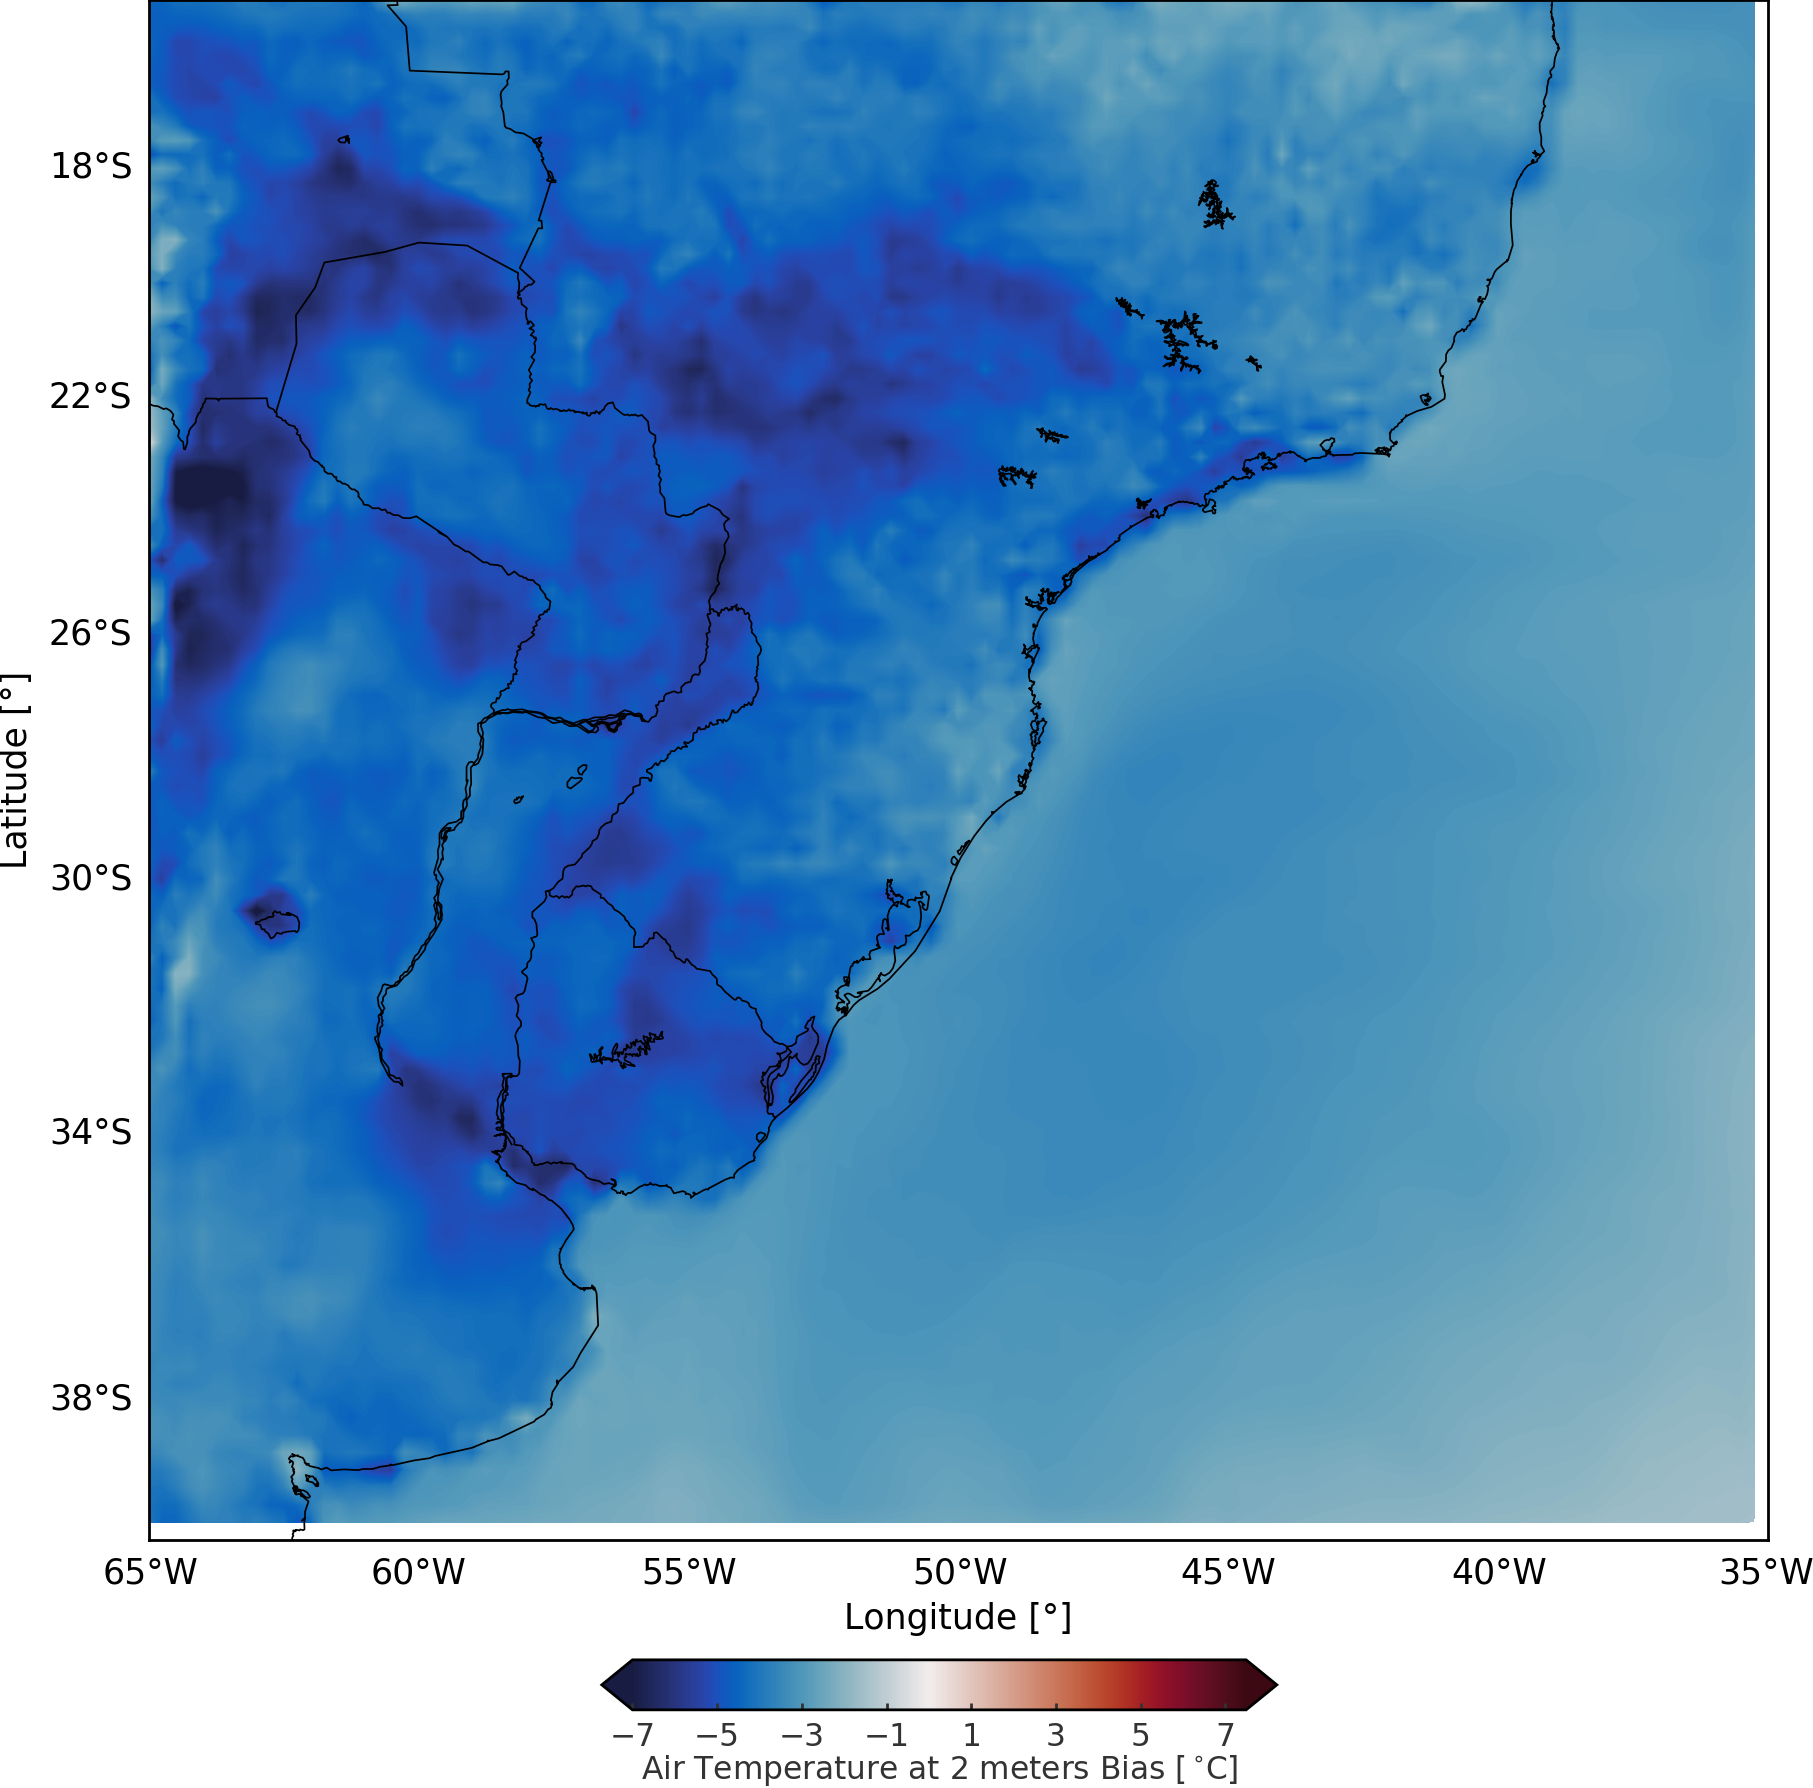 18°S
22°S
26°S
30°S
34°S
38°S
Latitude [°]
65°W 60°W 55°W 50°W 45°W 40°W 35°W
Longitude [°]
−7 −5 −3 −1 1 3 5 7
Air Temperature at 2 meters Bias [ °C]